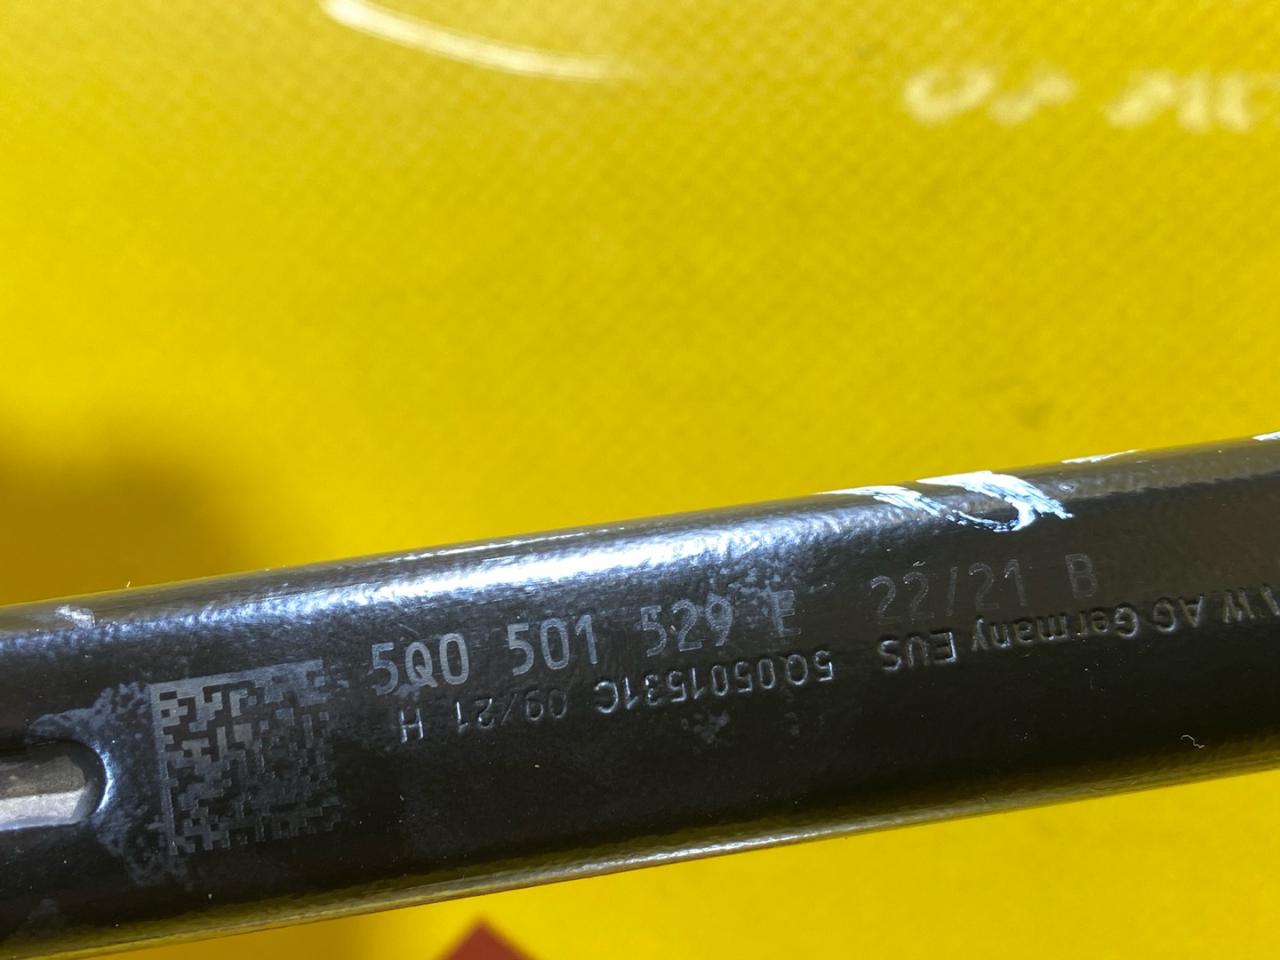 5Q0 501 529 E 22/21 B
VW AG Germany EUS 5Q0501531C 09/21 H